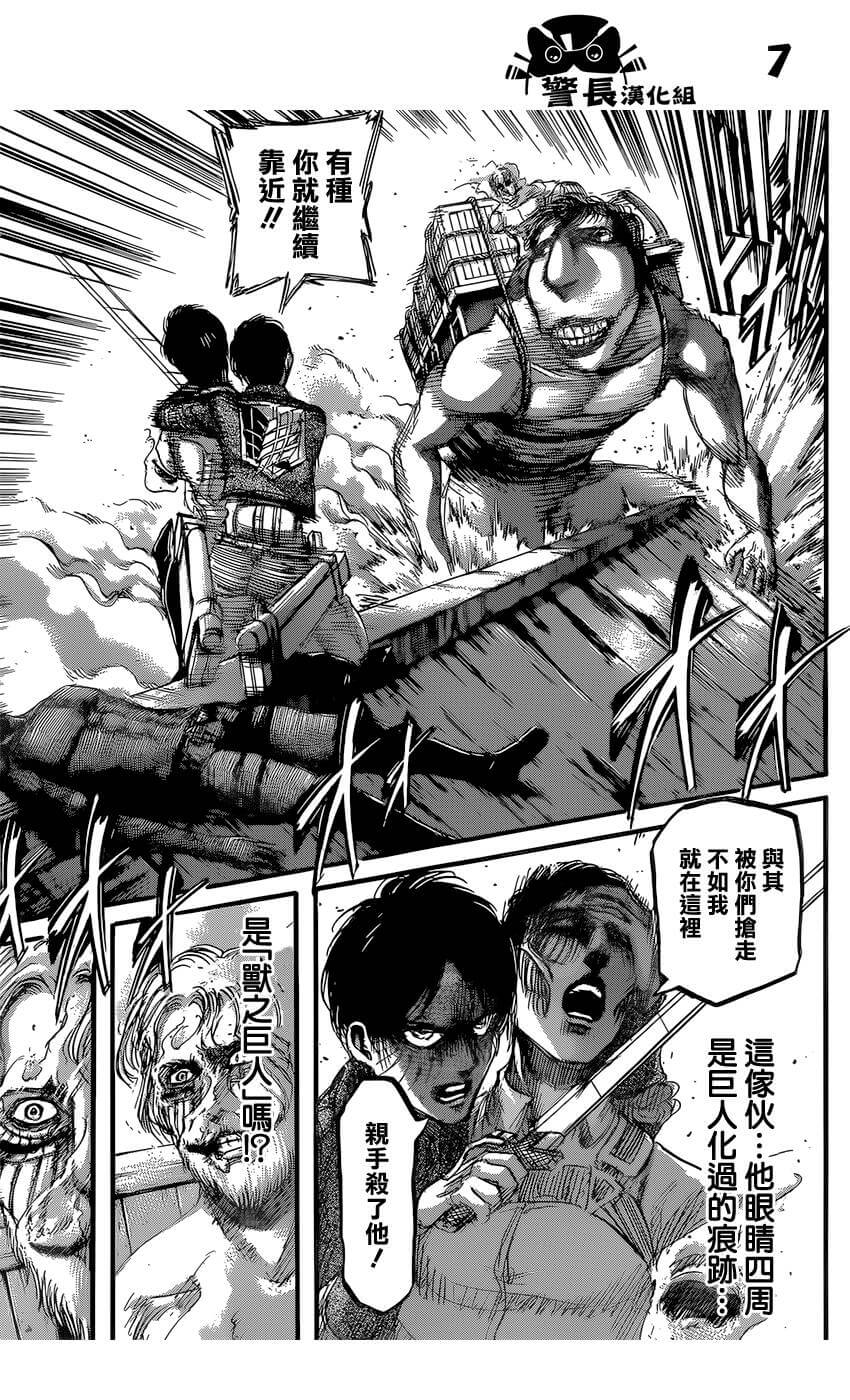 7
警長漢化組
有種
你就繼續
靠近!!
與其
被你們搶走
不如我
就在這裡
這傢伙…他眼睛四周
是巨人化過的痕跡…
親手殺了他！
是「獸之巨人」嗎!?